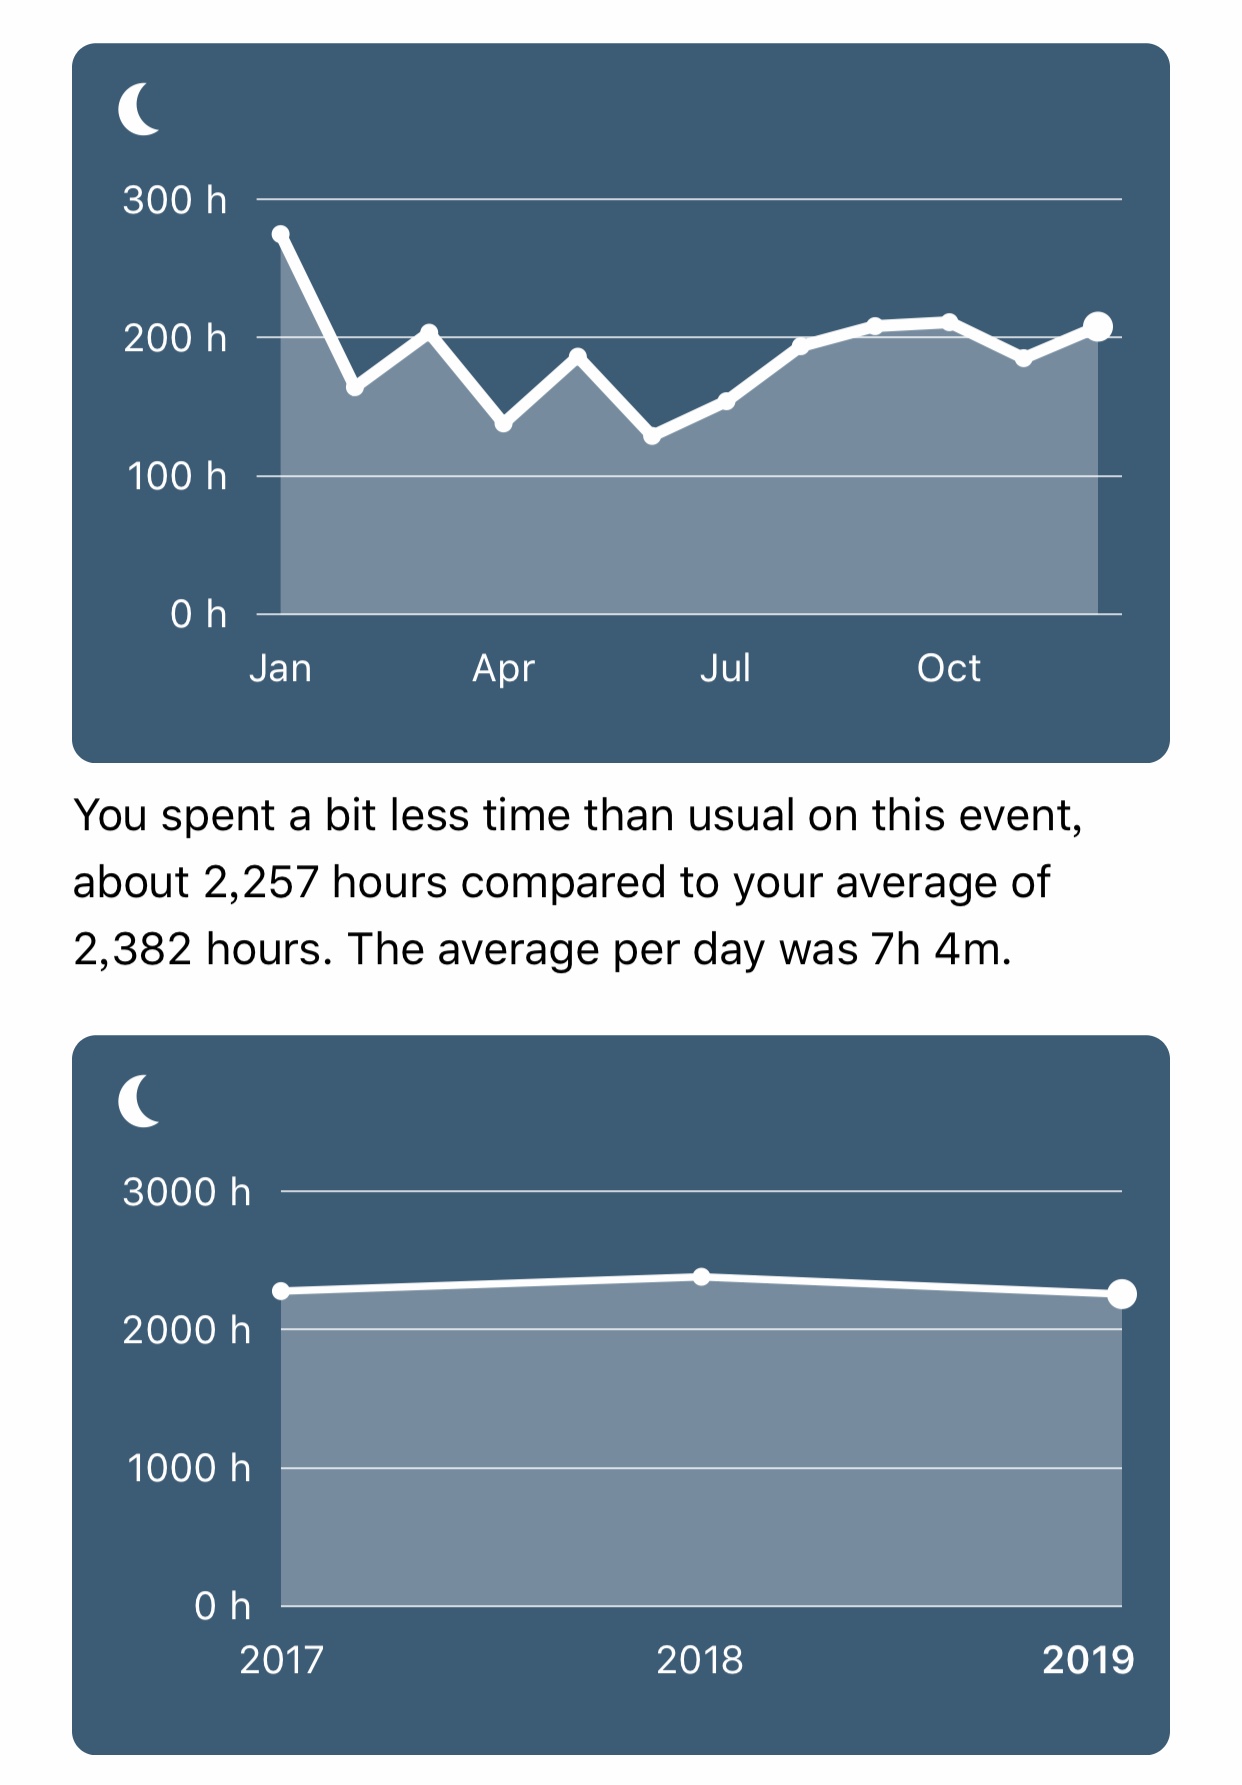 300 h
200 h
100 h
0 h
Jan Apr Jul Oct
You spent a bit less time than usual on this event,
about 2,257 hours compared to your average of
2,382 hours. The average per day was 7h 4m.
3000 h
2000 h
1000 h
0 h
2017 2018 2019